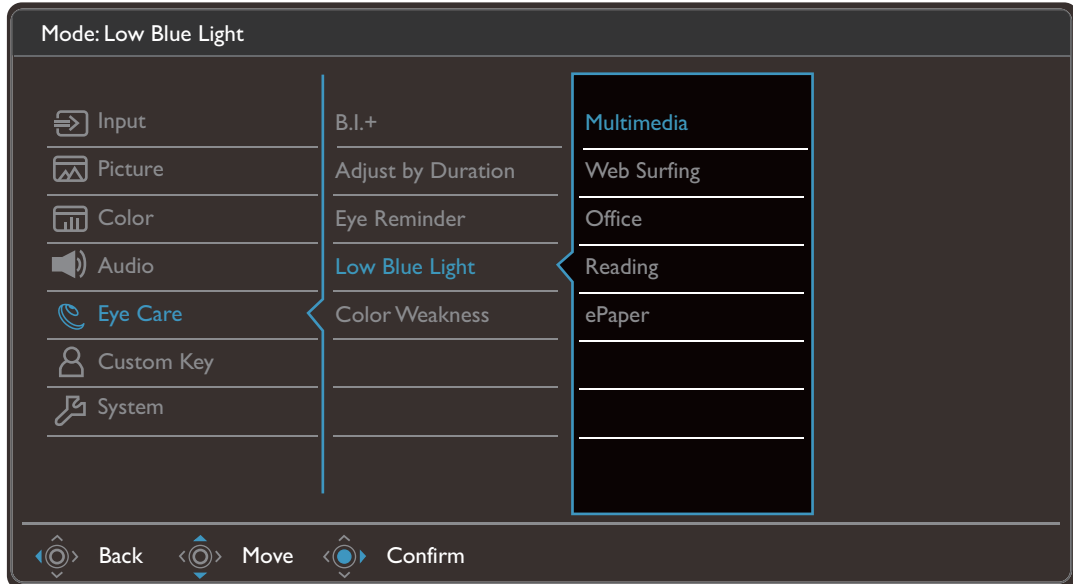 Mode: Low Blue Light
Input
Picture
Color
Audio
Eye Care
Custom Key
System
B.I.+
Adjust by Duration
Eye Reminder
Low Blue Light
Color Weakness
Multimedia
Web Surfing
Office
Reading
ePaper
Back Move Confirm